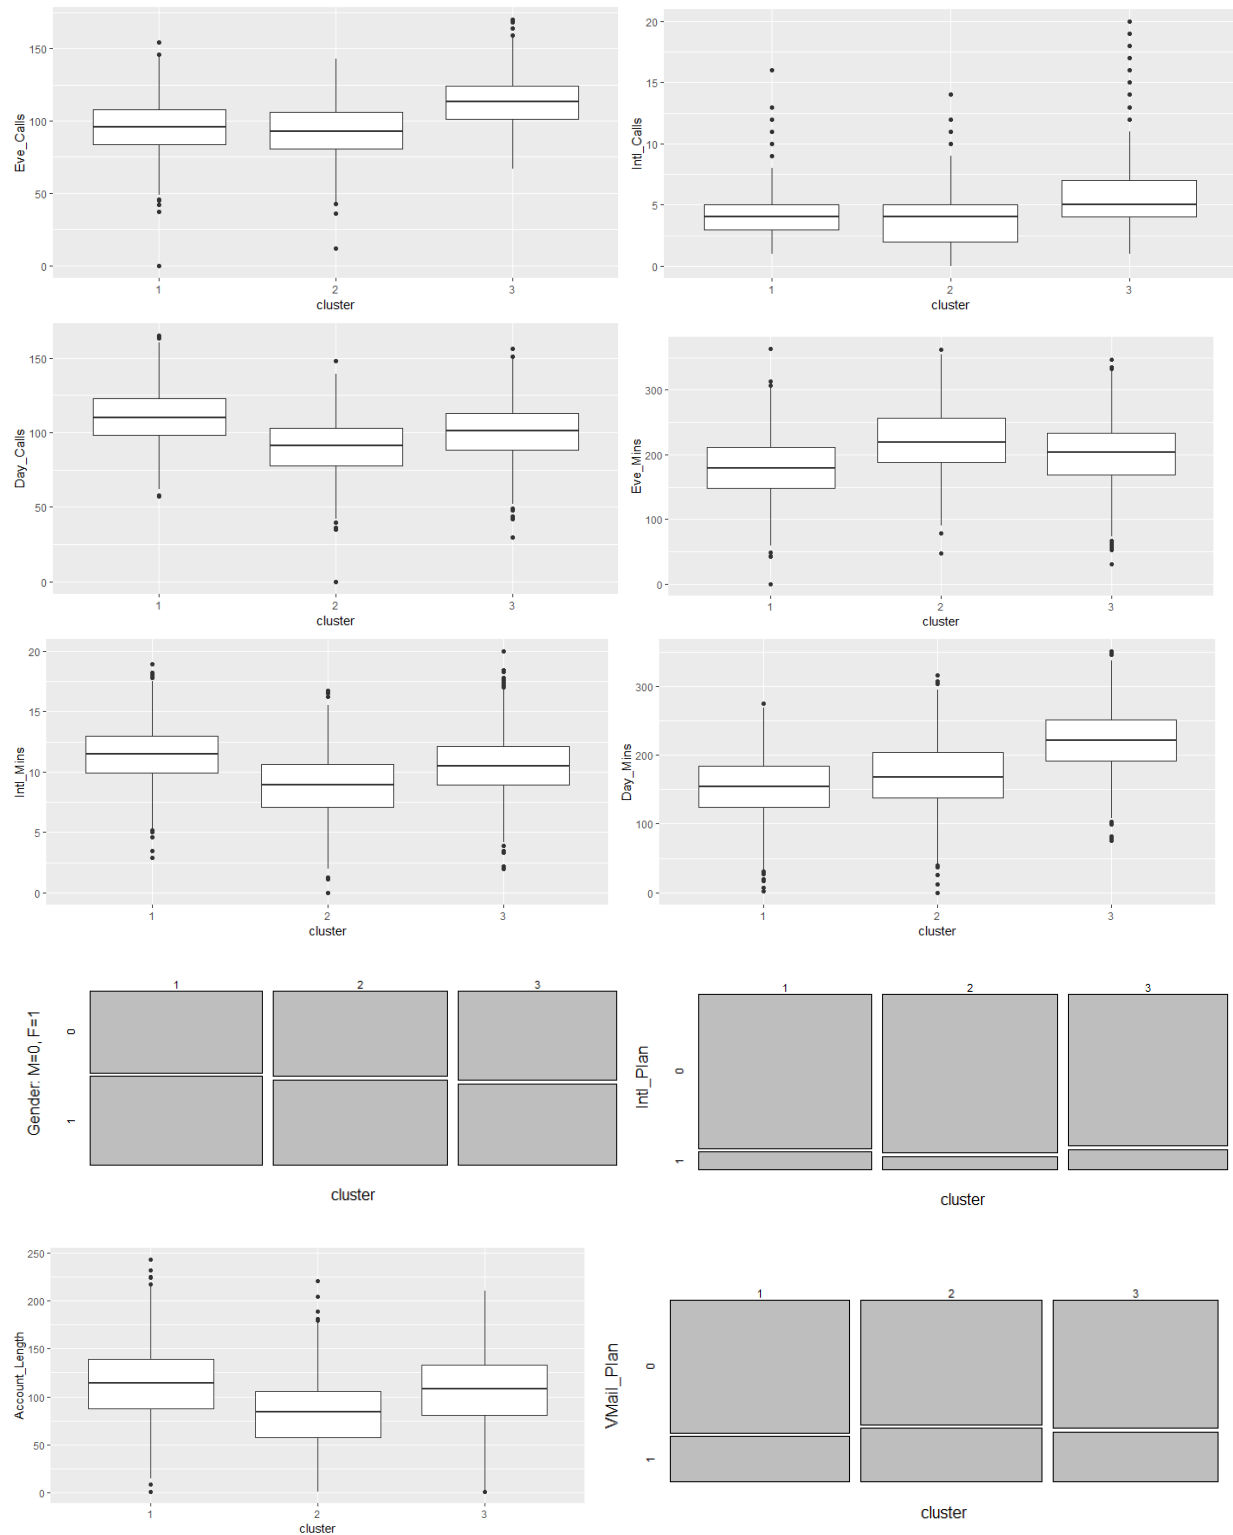 Eve_Calls
150
100
50
0
1 2 3
cluster
Intl_Calls
20
15
10
5
0
1 2 3
cluster
Day_Calls
150
100
50
0
1 2 3
cluster
Eve_Mins
300
200
100
0
1 2 3
cluster
Intl_Mins
20
15
10
5
0
1 2 3
cluster
Day_Mins
300
200
100
0
1 2 3
cluster
Gender: M=0, F=1
1 2 3
0
1
cluster
Intl_Plan
1 2 3
0
1
cluster
Account_Length
250
200
150
100
50
0
1 2 3
cluster
VMail_Plan
1 2 3
0
1
cluster